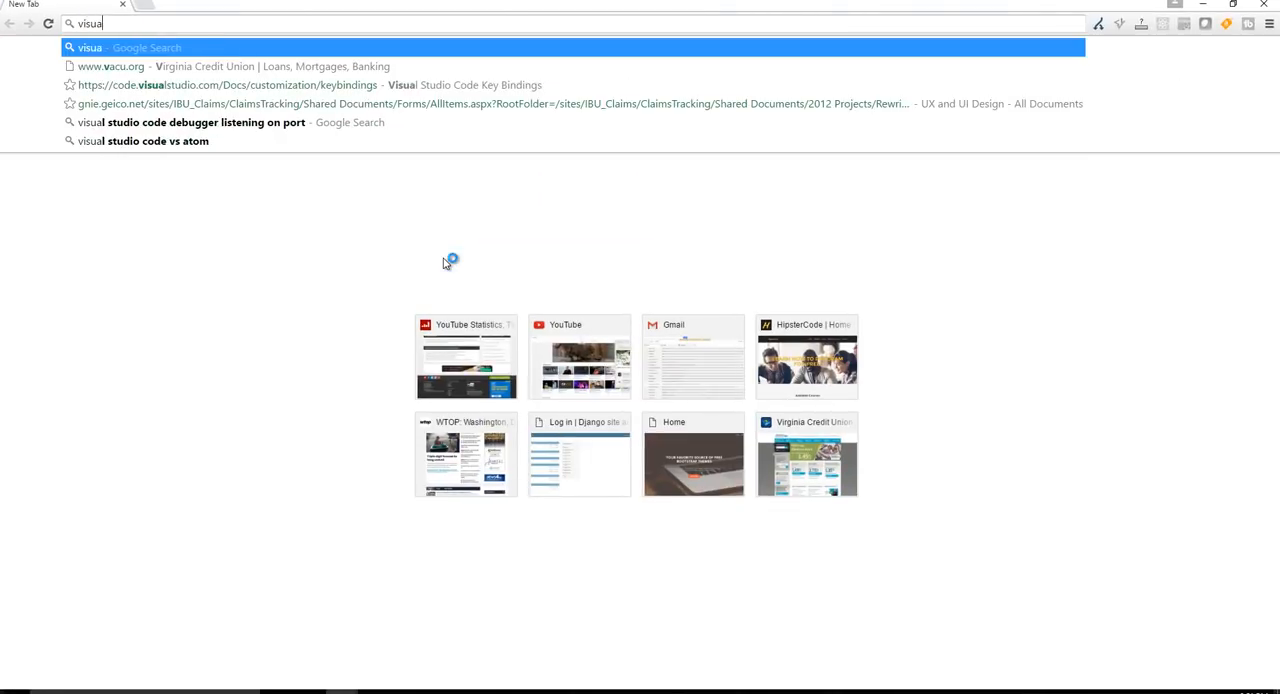 New Tab
visua
visua - Google Search
www.vacu.org - Virginia Credit Union | Loans, Mortgages, Banking
https://code.visualstudio.com/Docs/customization/keybindings - Visual Studio Code Key Bindings
gnie.geico.net/sites/IBU_Claims/ClaimsTracking/Shared Documents/Forms/AllItems.aspx?RootFolder=/sites/IBU_Claims/ClaimsTracking/Shared Documents/2012 Projects/Rewri... - UX and UI Design - All Documents
visual studio code debugger listening on port - Google Search
visual studio code vs atom
YouTube Statistics, T
YouTube
Gmail
HipsterCode | Home
WTOP: Washington,
Log in | Django site a
Home
Virginia Credit Union